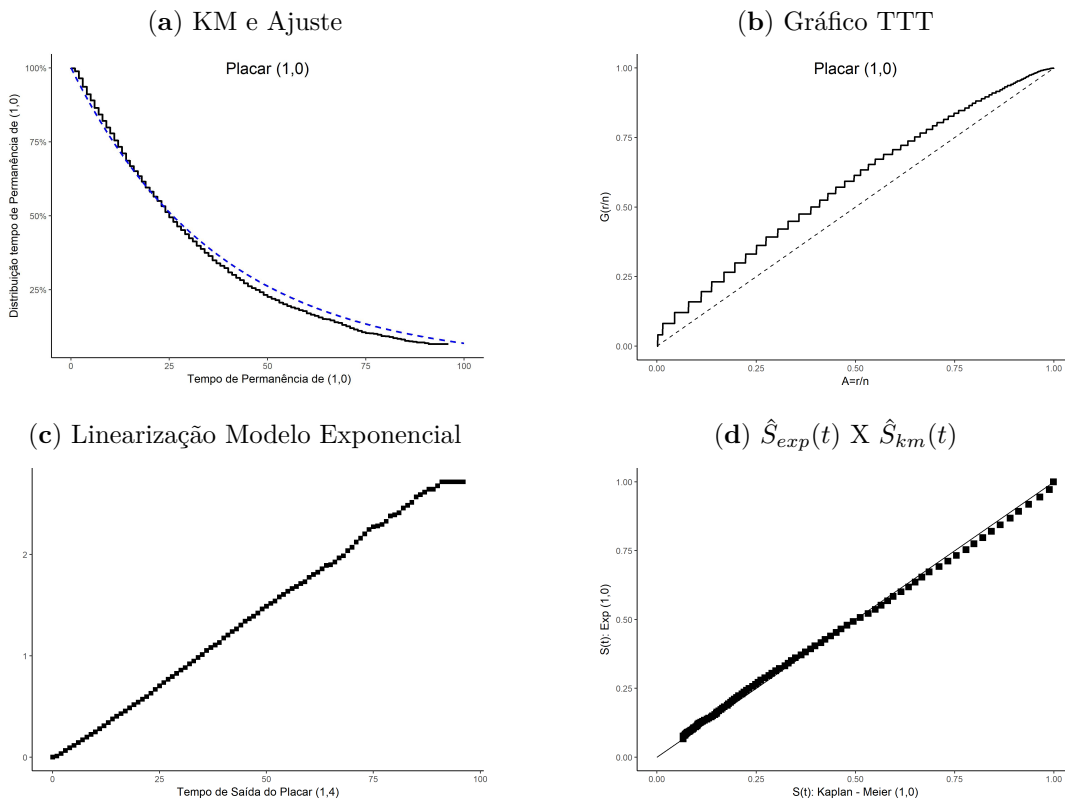 (a) KM e Ajuste
Placar (1,0)
Distribuição tempo de Permanência de (1,0)
100%
75%
50%
25%
0 25 50 75 100
Tempo de Permanência de (1,0)
(b) Gráfico TTT
Placar (1,0)
G(r/n)
1.00
0.75
0.50
0.25
0.00
0.00 0.25 0.50 0.75 1.00
A=r/n
(c) Linearização Modelo Exponencial
2
1
0
0 25 50 75 100
Tempo de Saída do Placar (1,4)
(d) Ŝexp(t) X Ŝkm(t)
S(t): Exp (1,0)
1.00
0.75
0.50
0.25
0.00
0.00 0.25 0.50 0.75 1.00
S(t): Kaplan - Meier (1,0)